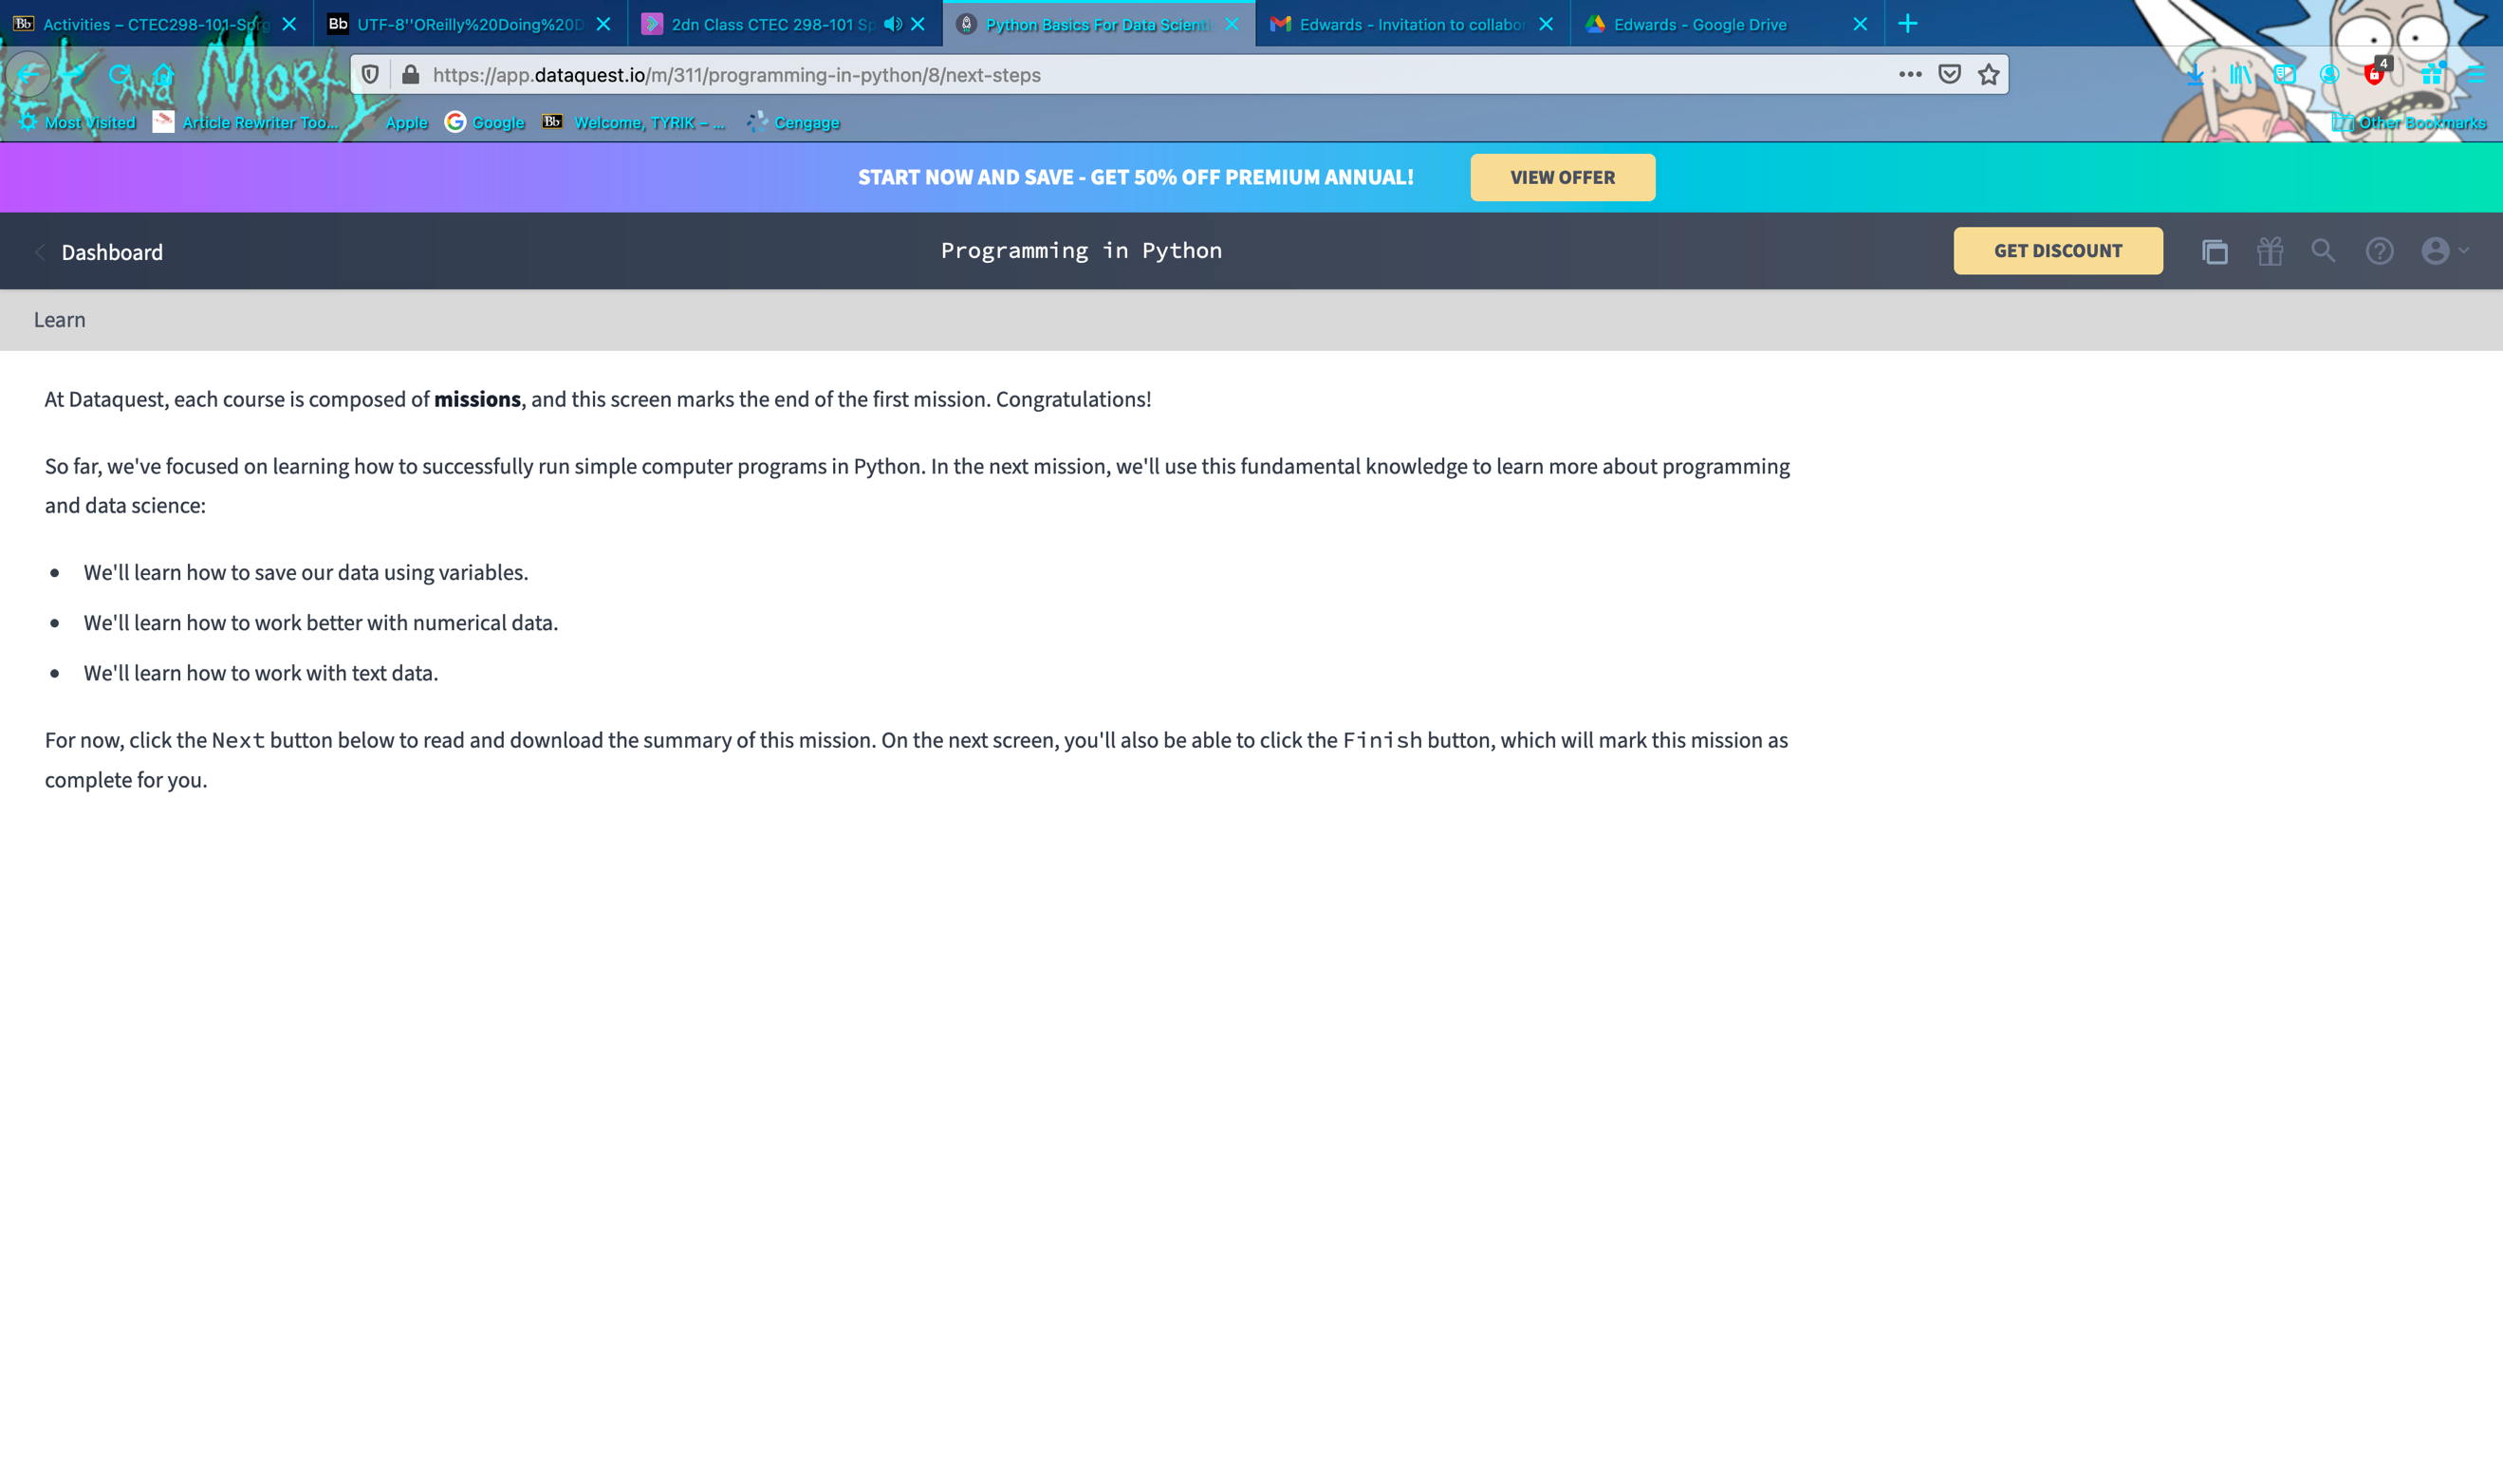 Activities – CTEC298-101-Sprg
UTF-8''OReilly%20Doing%20D
2dn Class CTEC 298-101 Sp
Python Basics For Data Scienti
Edwards - Invitation to collabor
Edwards - Google Drive
https://app.dataquest.io/m/311/programming-in-python/8/next-steps
4
AND MORTY
Most Visited
Article Rewriter Too...
Apple
Google
Welcome, TYRIK – ...
Cengage
Other Bookmarks
START NOW AND SAVE - GET 50% OFF PREMIUM ANNUAL!
VIEW OFFER
Dashboard
Programming in Python
GET DISCOUNT
Learn
At Dataquest, each course is composed of missions, and this screen marks the end of the first mission. Congratulations!
So far, we've focused on learning how to successfully run simple computer programs in Python. In the next mission, we'll use this fundamental knowledge to learn more about programming
and data science:
• We'll learn how to save our data using variables.
• We'll learn how to work better with numerical data.
• We'll learn how to work with text data.
For now, click the Next button below to read and download the summary of this mission. On the next screen, you'll also be able to click the Finish button, which will mark this mission as
complete for you.